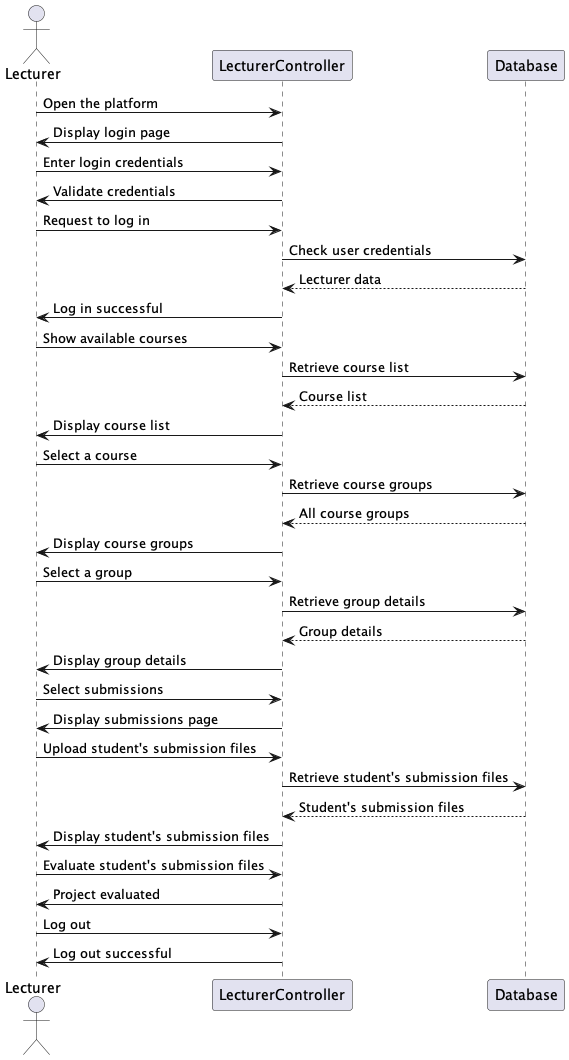 Lecturer
LecturerController
Database
Open the platform
Display login page
Enter login credentials
Validate credentials
Request to log in
Check user credentials
Lecturer data
Log in successful
Show available courses
Retrieve course list
Course list
Display course list
Select a course
Retrieve course groups
All course groups
Display course groups
Select a group
Retrieve group details
Group details
Display group details
Select submissions
Display submissions page
Upload student's submission files
Retrieve student's submission files
Student's submission files
Display student's submission files
Evaluate student's submission files
Project evaluated
Log out
Log out successful
Lecturer
LecturerController
Database